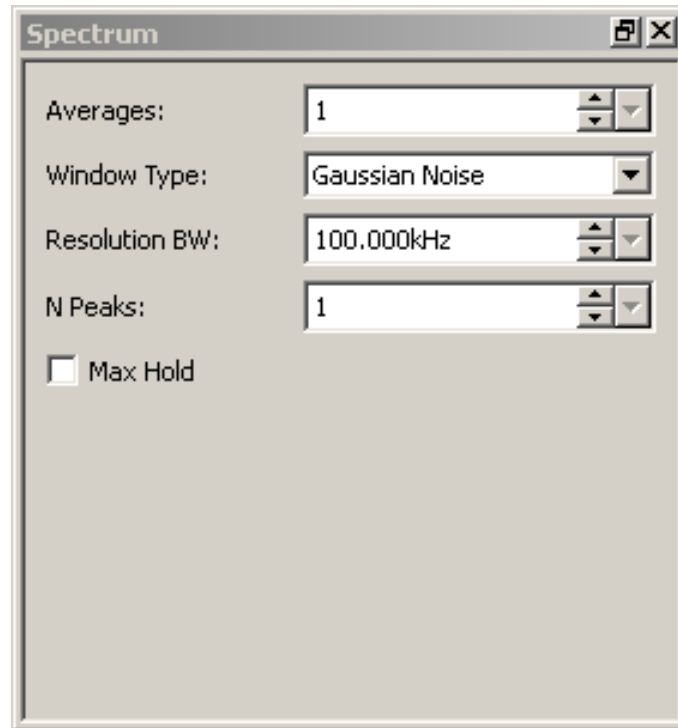 Spectrum
Averages: 1
Window Type: Gaussian Noise
Resolution BW: 100.000kHz
N Peaks: 1
Max Hold